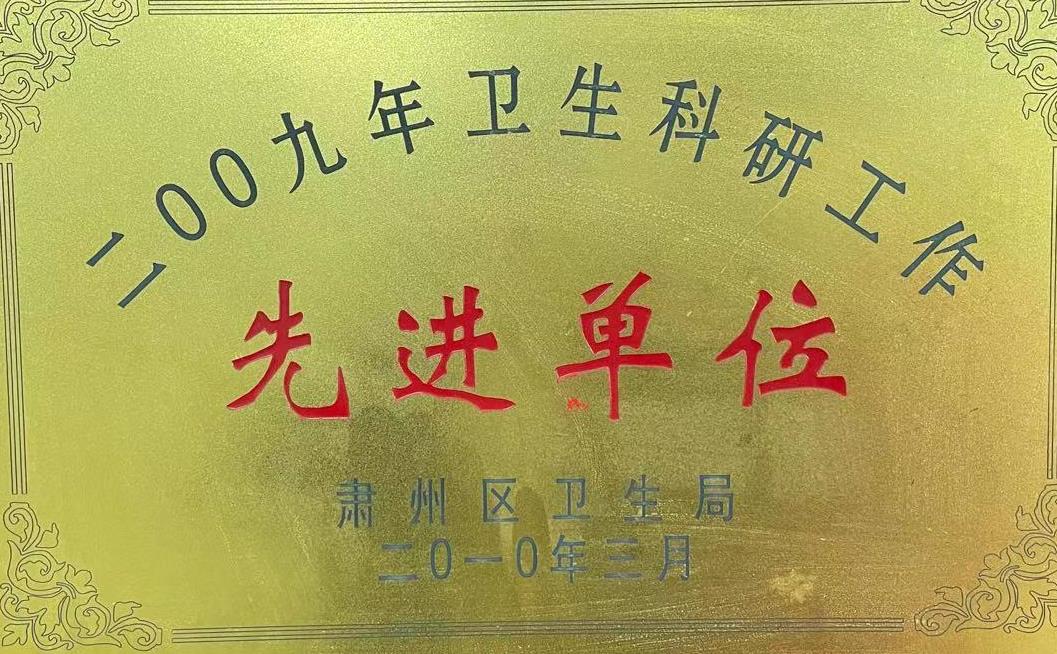 二00九年卫生科研工作
先进单位
肃州区卫生局
二0一0年三月